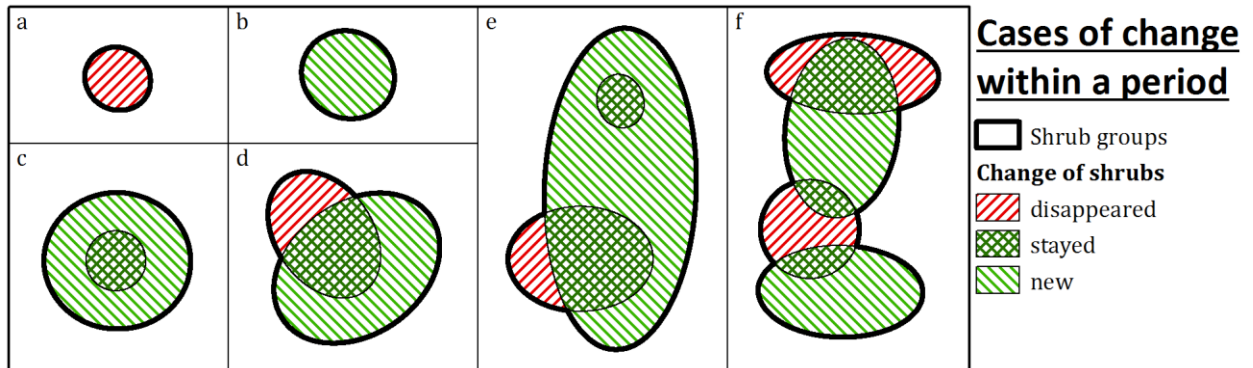 a
b
e
f
c
d
Cases of change
within a period
Shrub groups
Change of shrubs
disappeared
stayed
new